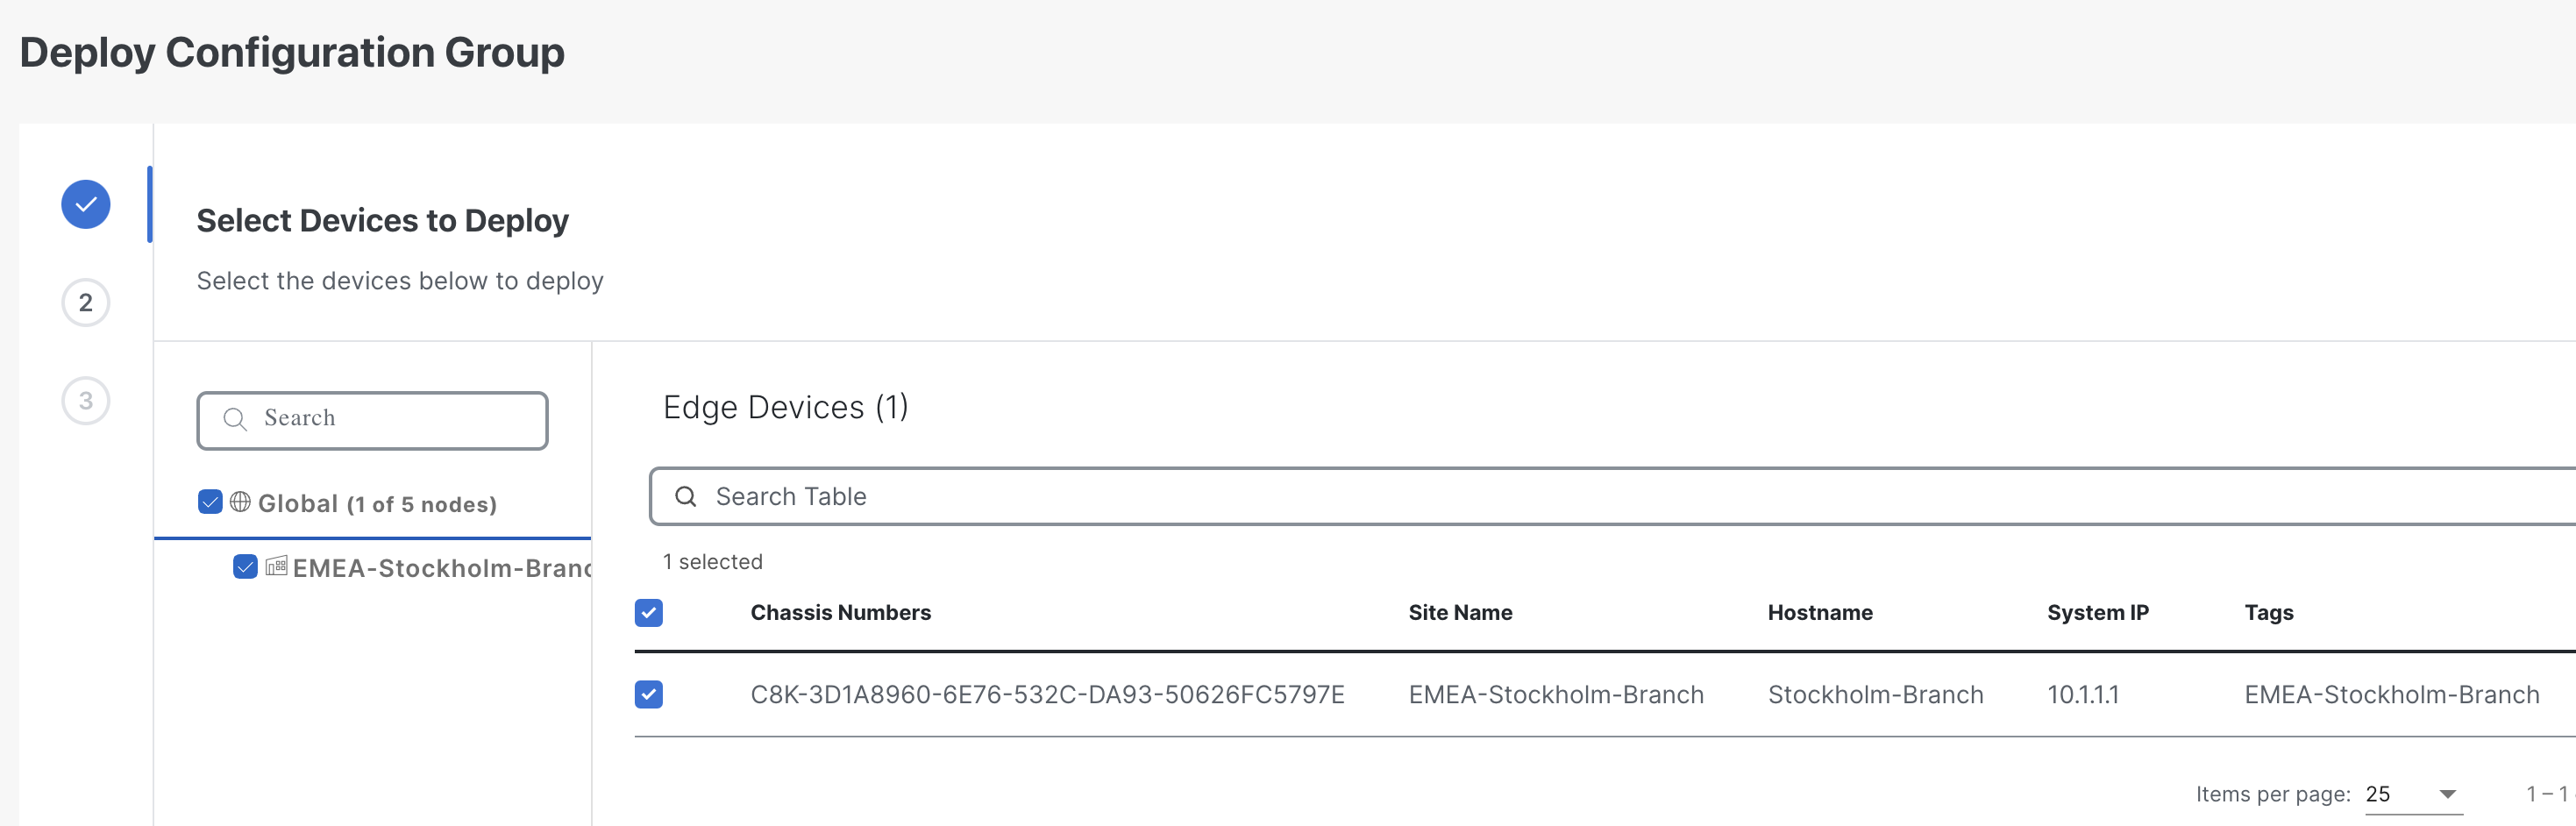 Deploy Configuration Group
Select Devices to Deploy
Select the devices below to deploy
2
3
Search
Global (1 of 5 nodes)
EMEA-Stockholm-Branc
Edge Devices (1)
Search Table
1 selected
Chassis Numbers Site Name Hostname System IP Tags
C8K-3D1A8960-6E76-532C-DA93-50626FC5797E EMEA-Stockholm-Branch Stockholm-Branch 10.1.1.1 EMEA-Stockholm-Branch
Items per page: 25 1 – 1